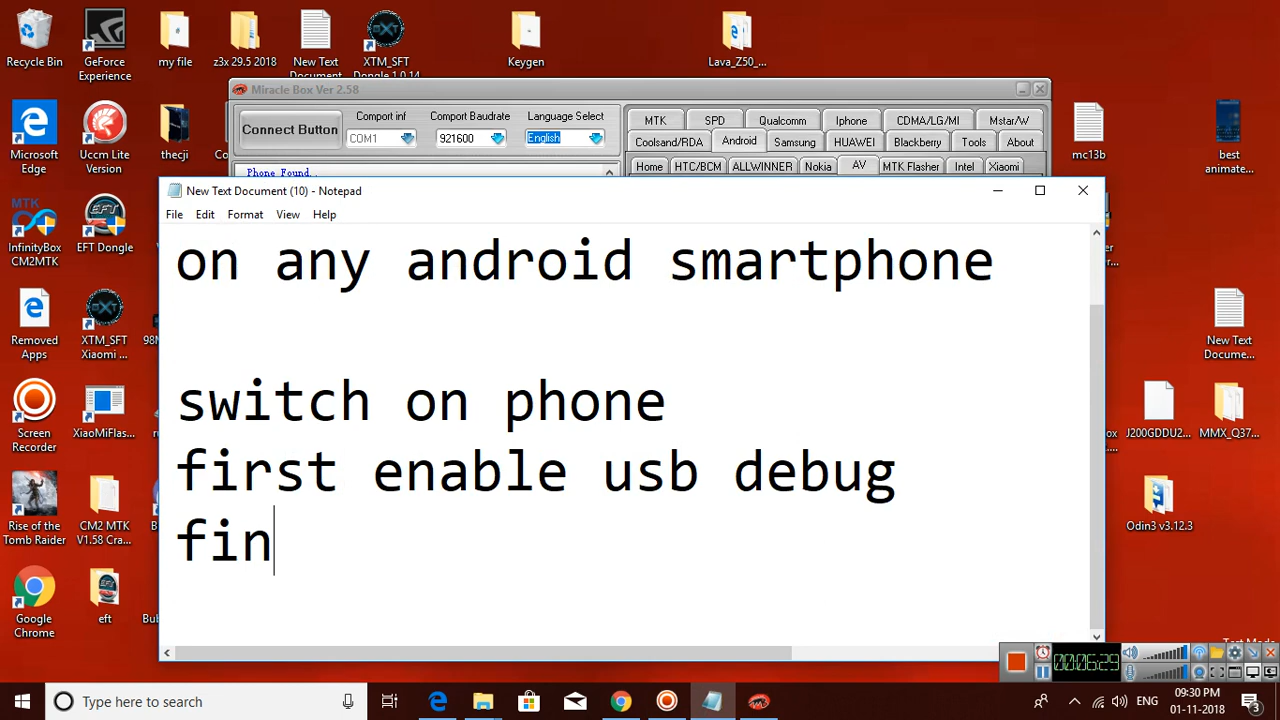 Recycle Bin
GeForce Experience
my file
z3x 29.5 2018
New Text Document
XTM_SFT Dongle 1.0.14
Keygen
Lava_Z50_...
Miracle Box Ver 2.58
Connect Button
Comport inf
Comport Baudrate
Language Select
COM1
921600
English
MTK
SPD
Qualcomm
Iphone
CDMA/LG/MI
Mstar/W
Coolsand/RDA
Android
Samsung
HUAWEI
Blackberry
Tools
About
Home
HTC/BCM
ALLWINNER
Nokia
AV
MTK Flasher
Intel
Xiaomi
Phone Found.
Microsoft Edge
Uccm Lite Version
thecji
mc13b
best animate...
New Text Document (10) - Notepad
File Edit Format View Help
on any android smartphone
switch on phone
first enable usb debug
fin
MTK
InfinityBox CM2MTK
EFT
EFT Dongle
Removed Apps
XTM_SFT Xiaomi ...
New Text Docume...
Screen Recorder
XiaoMiFlas...
J200GDDU2...
MMX_Q37...
Rise of the Tomb Raider
CM2 MTK V1.58 Cra...
Odin3 v3.12.3
Google Chrome
eft
00:06:29
Type here to search
ENG
09:30 PM
01-11-2018
3